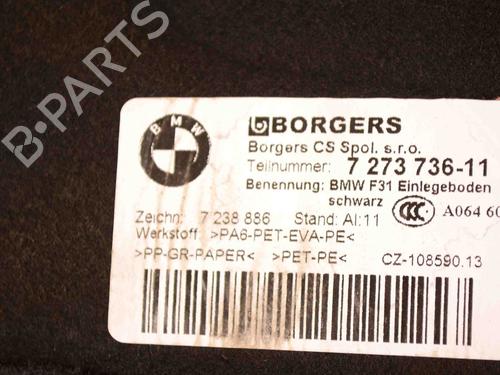 BMW
BORGERS
Borgers CS Spol. s.r.o.
Teilnummer: 7 273 736-11
Benennung: BMW F31 Einlegeboden
schwarz
CCC A064 60
Zeichn: 7 238 886 Stand: AI:11
Werkstoff: >PA6-PET-EVA-PE<
>PP-GR-PAPER< >PET-PE< CZ-108590.13
B-PARTS